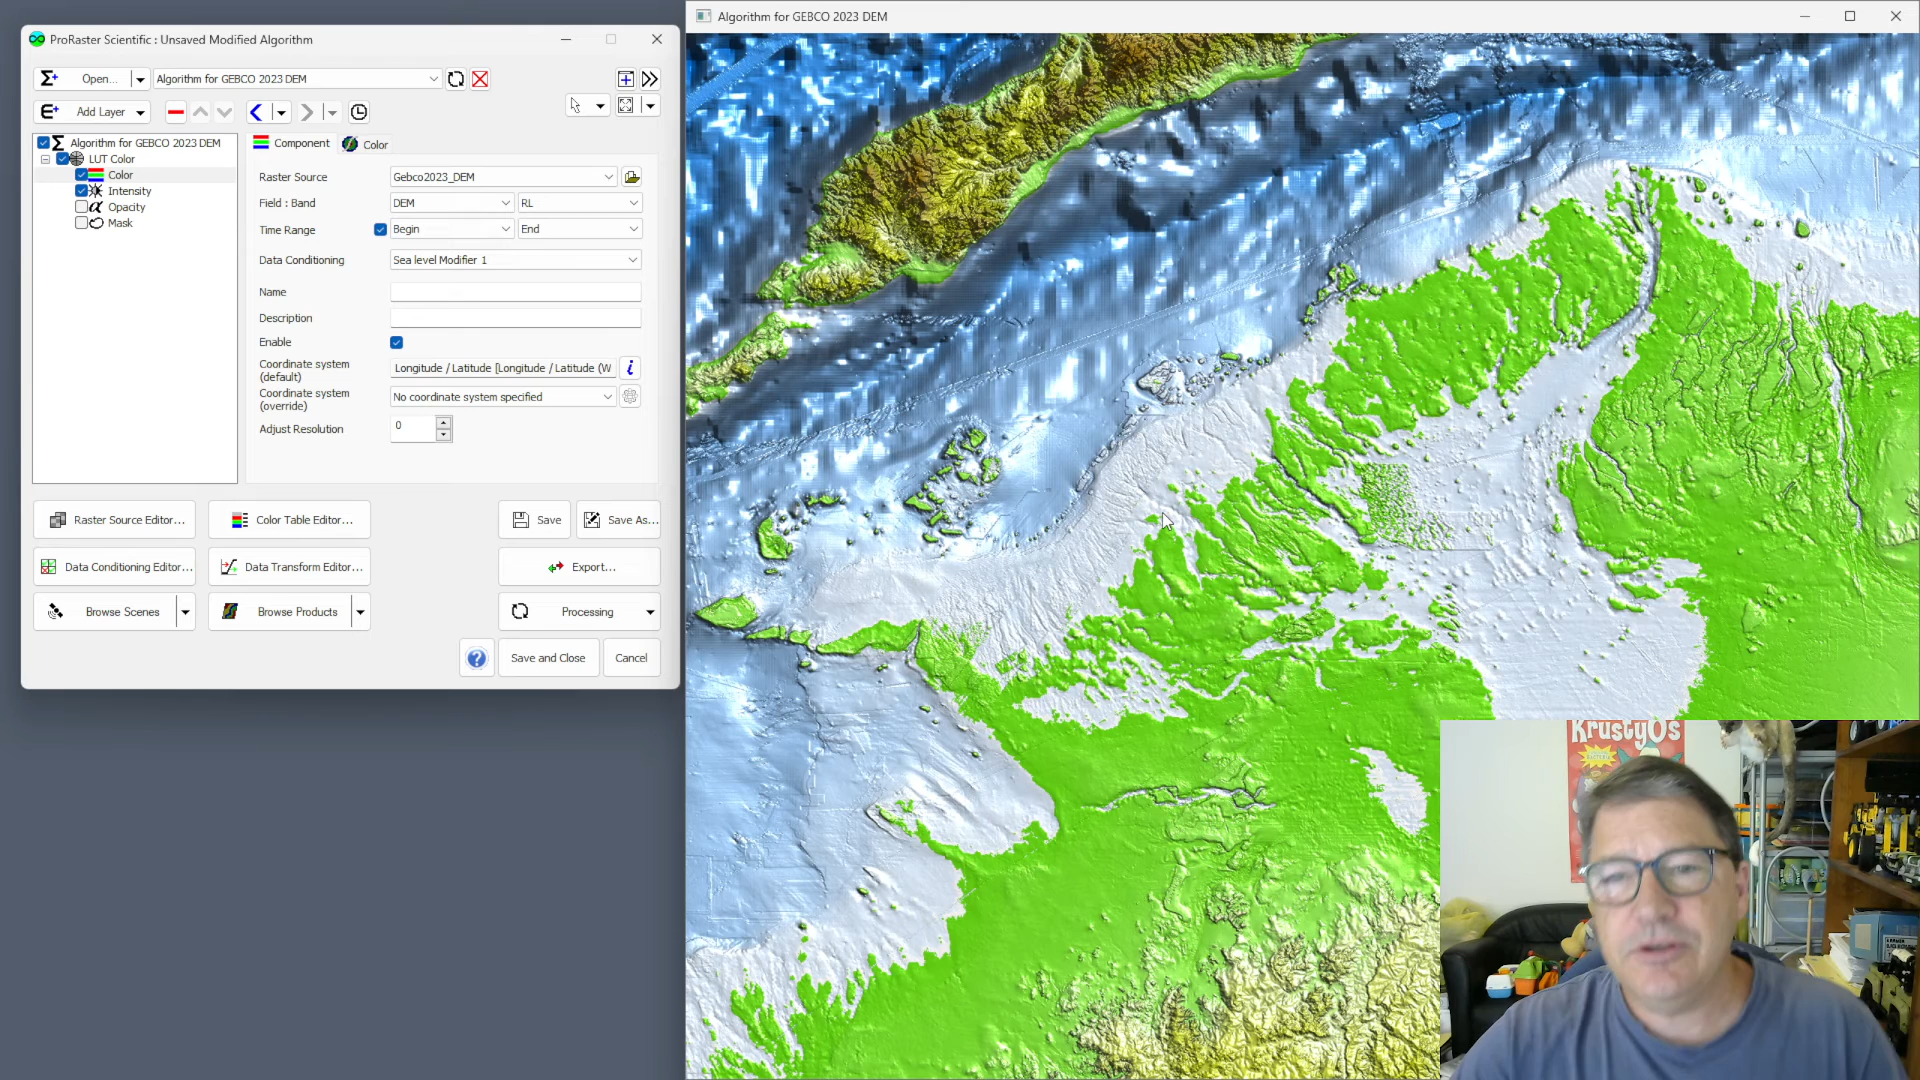 Algorithm for GEBCO 2023 DEM
ProRaster Scientific : Unsaved Modified Algorithm
Open...
Algorithm for GEBCO 2023 DEM
Add Layer
Algorithm for GEBCO 2023 DEM
LUT Color
Color
Intensity
Opacity
Mask
Component
Color
Raster Source
Gebco2023_DEM
Field : Band
DEM
RL
Time Range
Begin
End
Data Conditioning
Sea level Modifier 1
Name
Description
Enable
Coordinate system
(default)
Longitude / Latitude [Longitude / Latitude (W
Coordinate system
(override)
No coordinate system specified
Adjust Resolution
0
Raster Source Editor...
Color Table Editor...
Save
Save As...
Data Conditioning Editor...
Data Transform Editor...
Export...
Browse Scenes
Browse Products
Processing
Save and Close
Cancel
KrustyO's